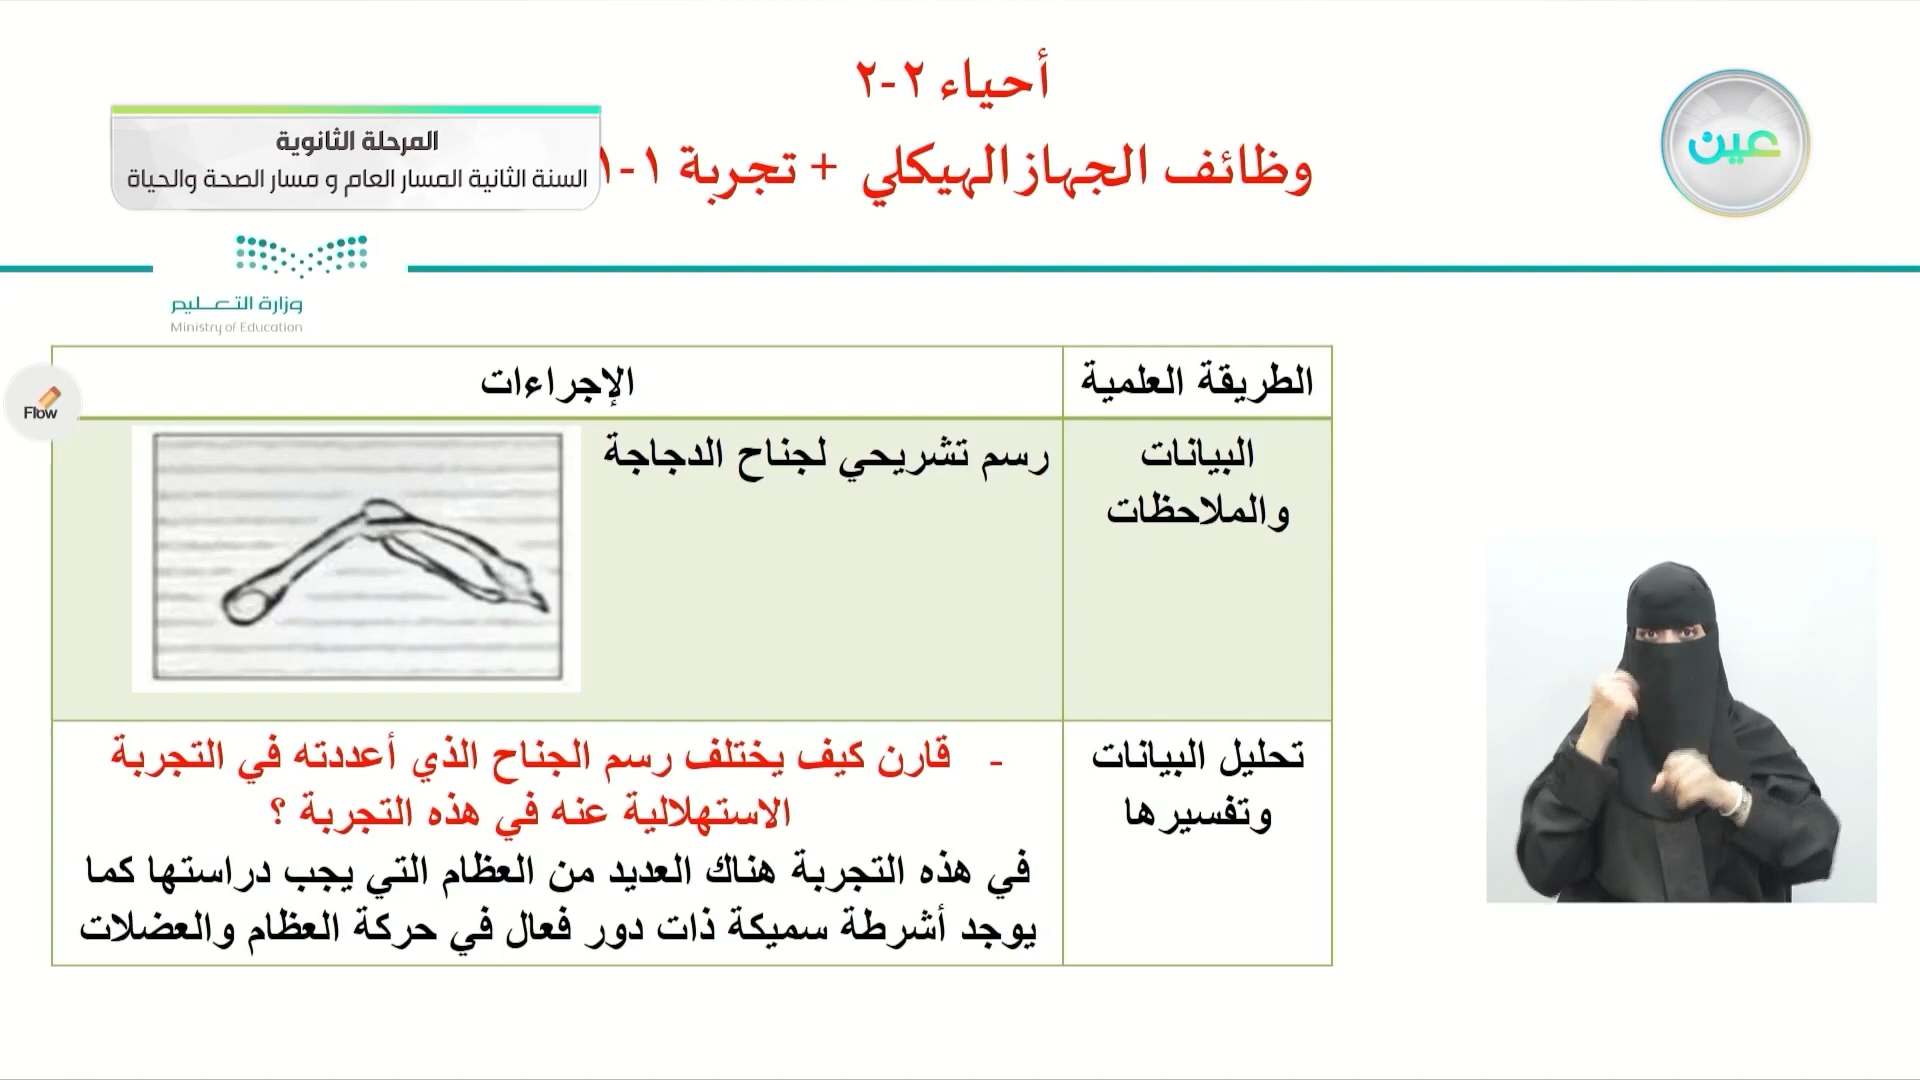 أحياء ٢-٢
عين
المرحلة الثانوية
وظائف الجهاز الهيكلي + تجربة ١-١
السنة الثانية المسار العام و مسار الصحة والحياة
وزارة التعليم
Ministry of Education
الطريقة العلمية
الإجراءات
Flow
البيانات
والملاحظات
رسم تشريحي لجناح الدجاجة
تحليل البيانات
وتفسيرها
- قارن كيف يختلف رسم الجناح الذي أعددته في التجربة
الاستهلالية عنه في هذه التجربة ؟
في هذه التجربة هناك العديد من العظام التي يجب دراستها كما
يوجد أشرطة سميكة ذات دور فعال في حركة العظام والعضلات